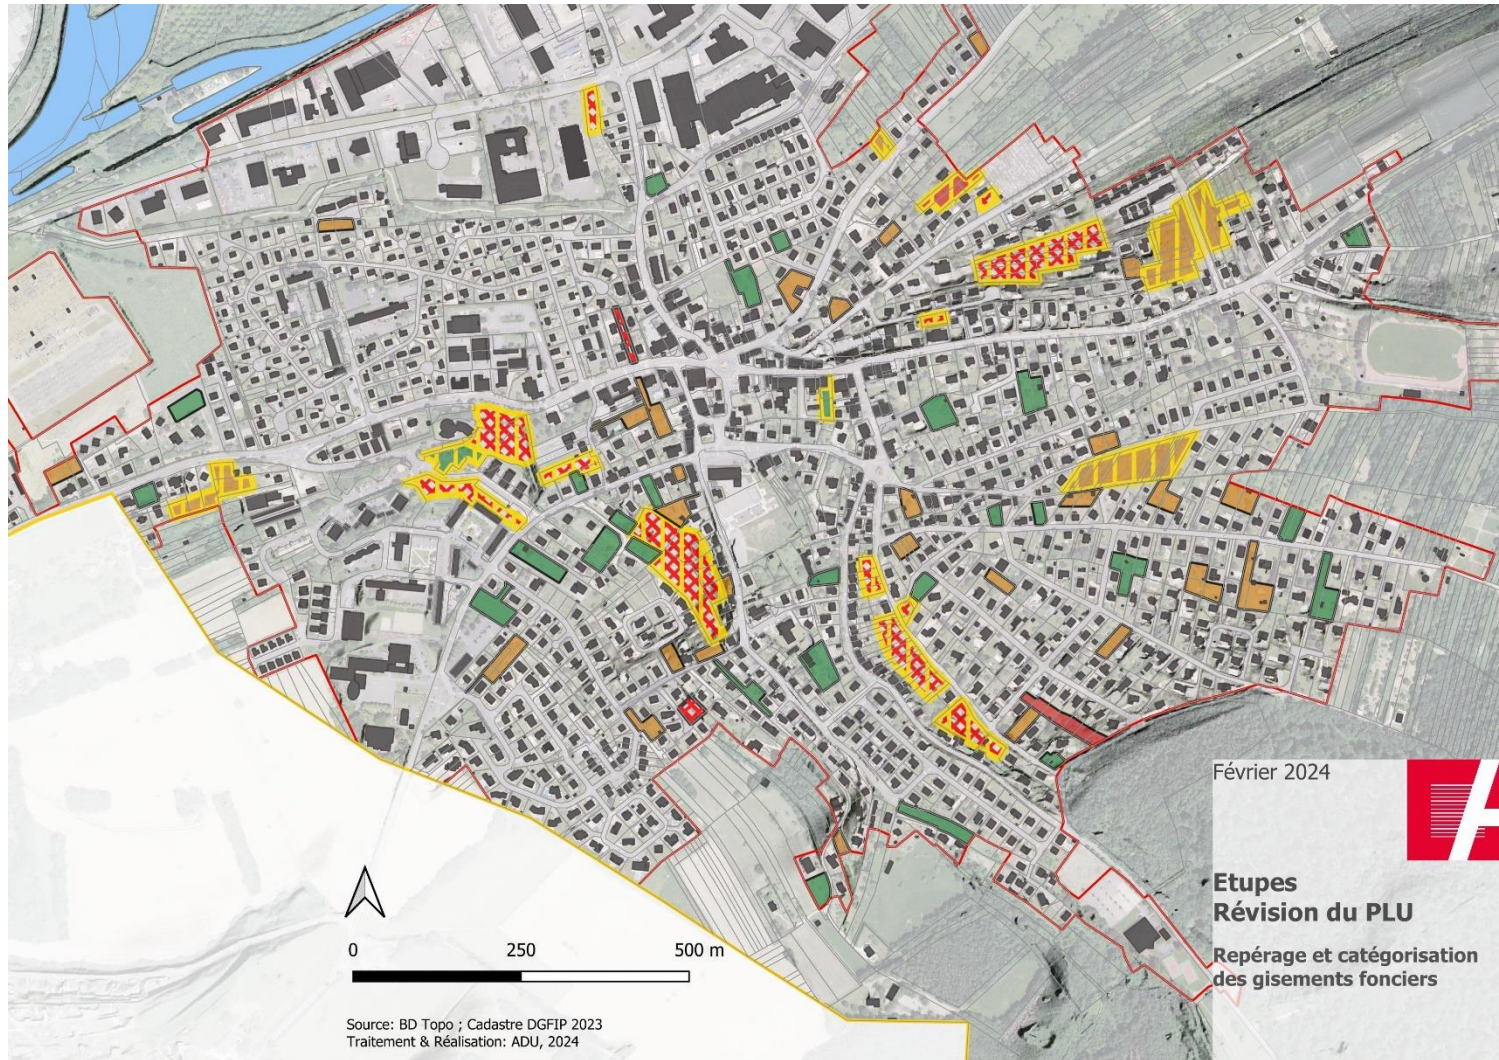 Février 2024
Etupes
Révision du PLU
Repérage et catégorisation
des gisements fonciers
0 250 500 m
Source: BD Topo ; Cadastre DGFIP 2023
Traitement & Réalisation: ADU, 2024